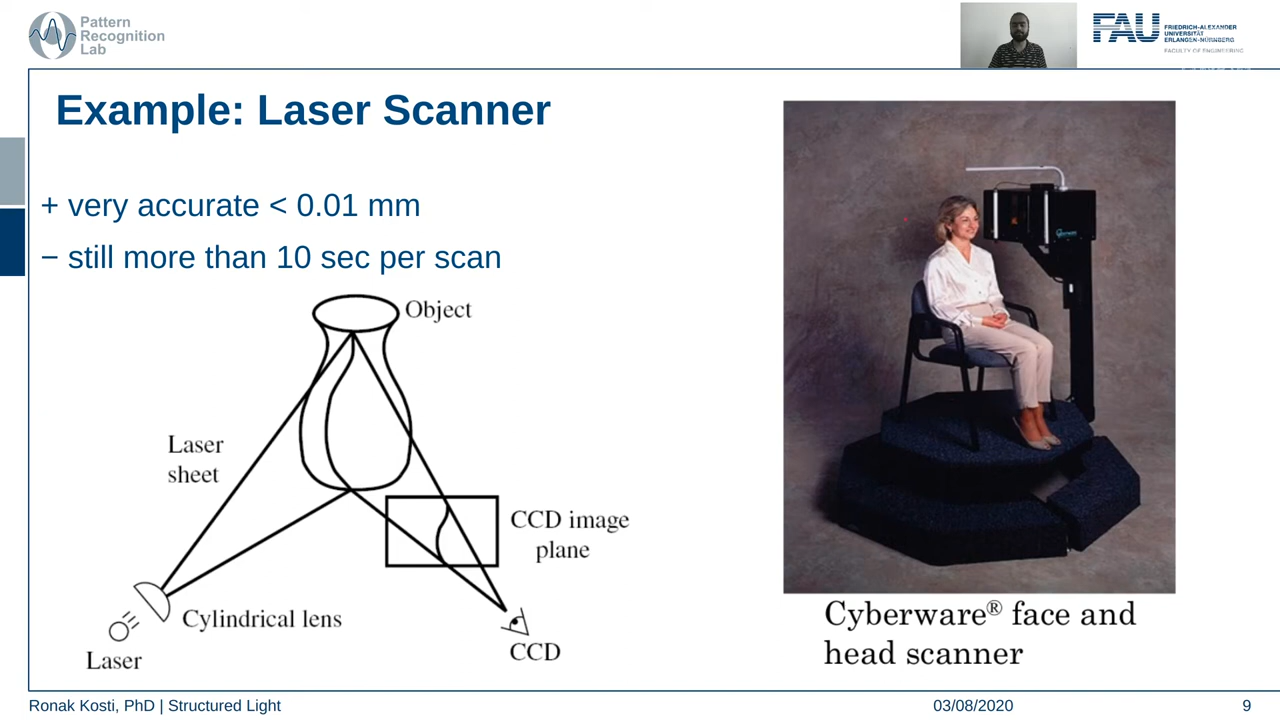 Pattern
Recognition
Lab
FAU
FRIEDRICH-ALEXANDER
UNIVERSITÄT
ERLANGEN-NÜRNBERG
FACULTY OF ENGINEERING
Example: Laser Scanner
+ very accurate < 0.01 mm
− still more than 10 sec per scan
Object
Laser
sheet
CCD image
plane
Cylindrical lens
Laser
CCD
Cyberware
Cyberware® face and
head scanner
Ronak Kosti, PhD | Structured Light
03/08/2020
9